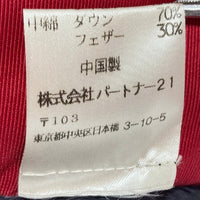 中綿 ダウン 70%
フェザー 30%
中国製
株式会社 パートナー21
〒103
東京都中央区日本橋 3-10-5